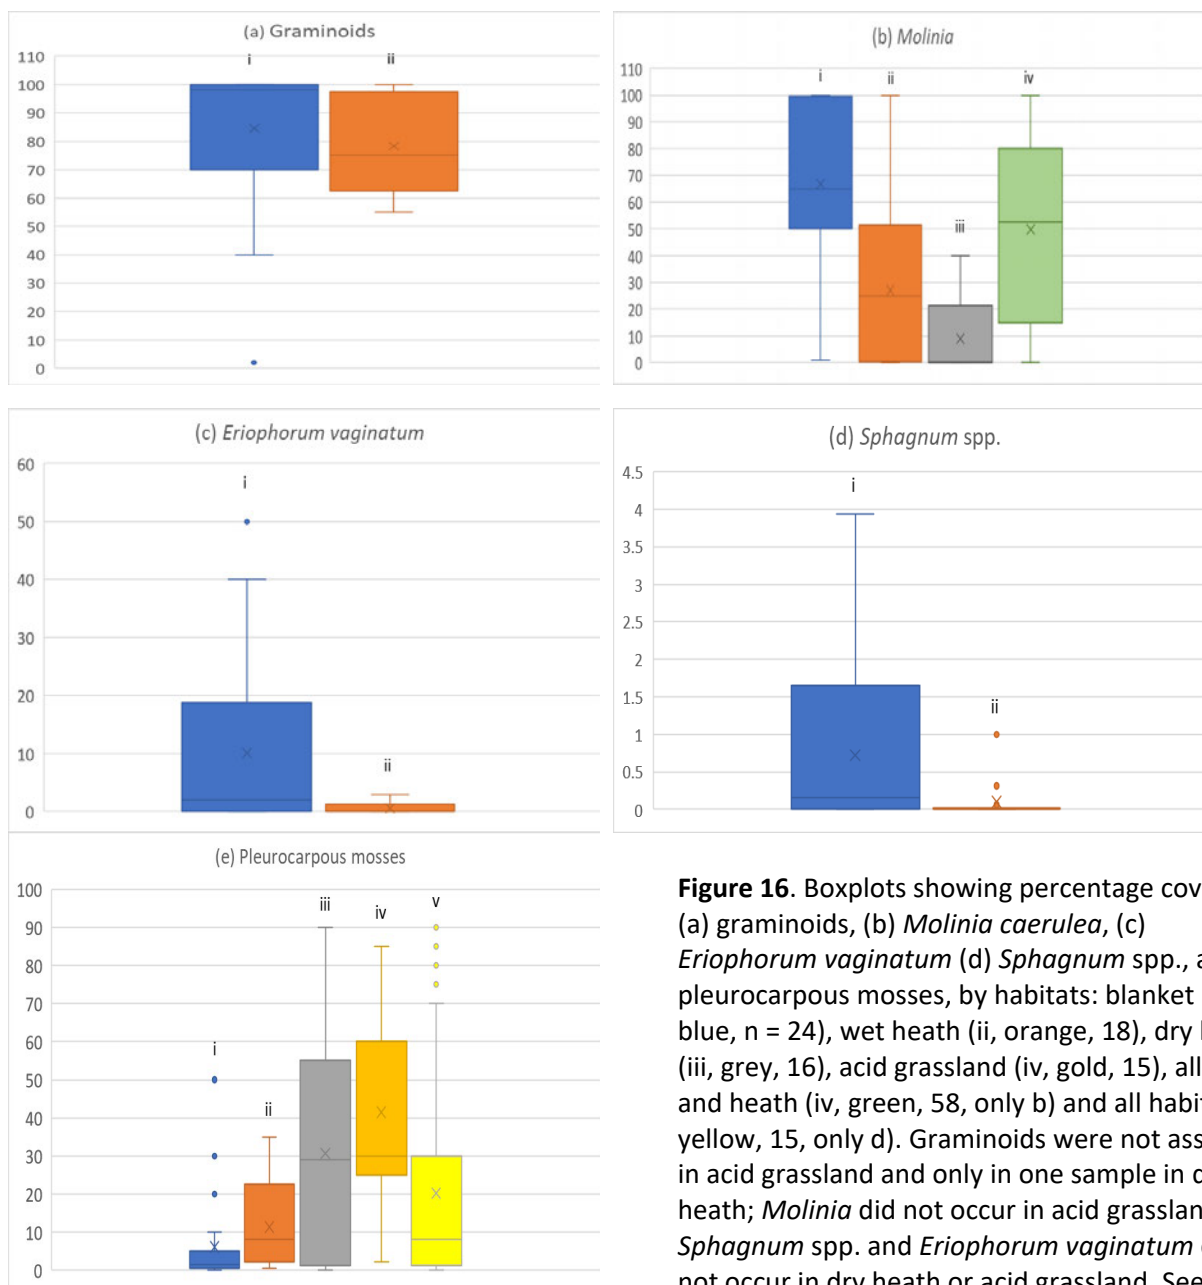 (a) Graminoids
i
ii
110
100
90
80
70
60
50
40
30
20
10
0
(b) Molinia
i
ii
iii
iv
110
100
90
80
70
60
50
40
30
20
10
0
(c) Eriophorum vaginatum
i
ii
60
50
40
30
20
10
0
(d) Sphagnum spp.
i
ii
4.5
4
3.5
3
2.5
2
1.5
1
0.5
0
(e) Pleurocarpous mosses
i
ii
iii
iv
v
100
90
80
70
60
50
40
30
20
10
0
Figure 16. Boxplots showing percentage cov
(a) graminoids, (b) Molinia caerulea, (c)
Eriophorum vaginatum (d) Sphagnum spp., a
pleurocarpous mosses, by habitats: blanket
blue, n = 24), wet heath (ii, orange, 18), dry
(iii, grey, 16), acid grassland (iv, gold, 15), all
and heath (iv, green, 58, only b) and all habit
yellow, 15, only d). Graminoids were not ass
in acid grassland and only in one sample in d
heath; Molinia did not occur in acid grasslan
Sphagnum spp. and Eriophorum vaginatum
not occur in dry heath or acid grassland. See